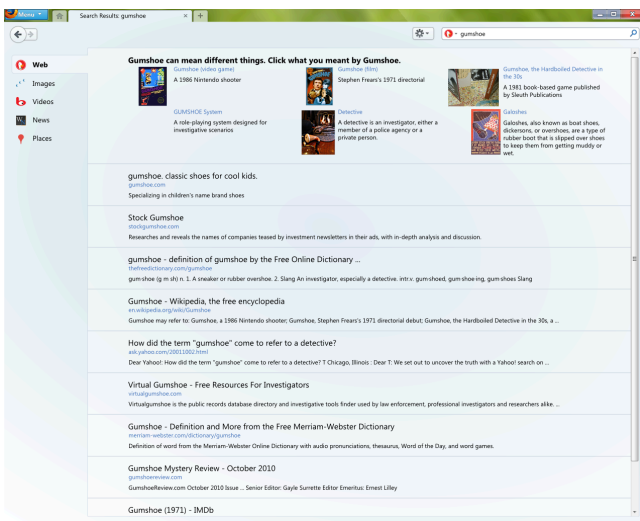 Menu
Search Results: gumshoe
gumshoe
Web
Images
Videos
News
Places
Gumshoe can mean different things. Click what you meant by Gumshoe.
Gumshoe (video game)
A 1986 Nintendo shooter
Gumshoe (film)
Stephen Frears's 1971 directorial
Gumshoe, the Hardboiled Detective in
the 30s
A 1981 book-based game published
by Sleuth Publications
GUMSHOE System
A role-playing system designed for
investigative scenarios
Detective
A detective is an investigator, either a
member of a police agency or a
private person.
Galoshes
Galoshes, also known as boat shoes,
dickersons, or overshoes, are a type of
rubber boot that is slipped over shoes
to keep them from getting muddy or
wet.
gumshoe. classic shoes for cool kids.
gumshoe.com
Specializing in children's name brand shoes
Stock Gumshoe
stockgumshoe.com
Researches and reveals the names of companies teased by investment newsletters in their ads, with in-depth analysis and discussion.
gumshoe - definition of gumshoe by the Free Online Dictionary ...
thefreedictionary.com/gumshoe
gum·shoe (g m sh) n. 1. A sneaker or rubber overshoe. 2. Slang An investigator, especially a detective. intr.v. gum·shoed, gum·shoe·ing, gum·shoes Slang
Gumshoe - Wikipedia, the free encyclopedia
en.wikipedia.org/wiki/Gumshoe
Gumshoe may refer to: Gumshoe, a 1986 Nintendo shooter; Gumshoe, Stephen Frears's 1971 directorial debut; Gumshoe, the Hardboiled Detective in the 30s, a ...
How did the term "gumshoe" come to refer to a detective?
ask.yahoo.com/20011002.html
Dear Yahoo!: How did the term "gumshoe" come to refer to a detective? T Chicago, Illinois : Dear T: We set out to uncover the truth with a Yahoo! search on ...
Virtual Gumshoe - Free Resources For Investigators
virtualgumshoe.com
Virtualgumshoe is the public records database directory and investigative tools finder used by law enforcement, professional investigators and researchers alike. ...
Gumshoe - Definition and More from the Free Merriam-Webster Dictionary
merriam-webster.com/dictionary/gumshoe
Definition of word from the Merriam-Webster Online Dictionary with audio pronunciations, thesaurus, Word of the Day, and word games.
Gumshoe Mystery Review - October 2010
gumshoereview.com
GumshoeReview.com October 2010 Issue ... Senior Editor: Gayle Surrette Editor Emeritus: Ernest Lilley
Gumshoe (1971) - IMDb